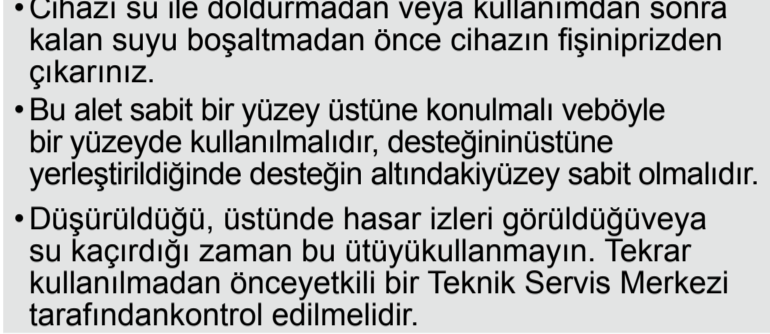 • Cihazı su ile doldurmadan veya kullanımdan sonra
kalan suyu boşaltmadan önce cihazın fişiniprizden
çıkarınız.
• Bu alet sabit bir yüzey üstüne konulmalı veböyle
bir yüzeyde kullanılmalıdır, desteğininüstüne
yerleştirildiğinde desteğin altındakiyüzey sabit olmalıdır.
• Düşürüldüğü, üstünde hasar izleri görüldüğüveya
su kaçırdığı zaman bu ütüyükullanmayın. Tekrar
kullanılmadan önceyetkili bir Teknik Servis Merkezi
tarafındankontrol edilmelidir.